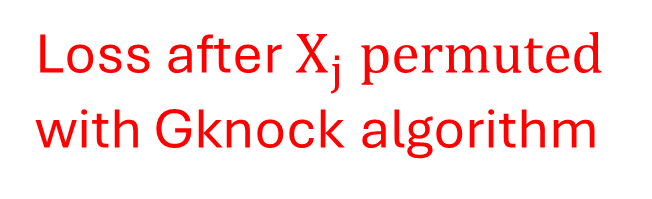 Loss after Xⱼ permuted
with Gknock algorithm